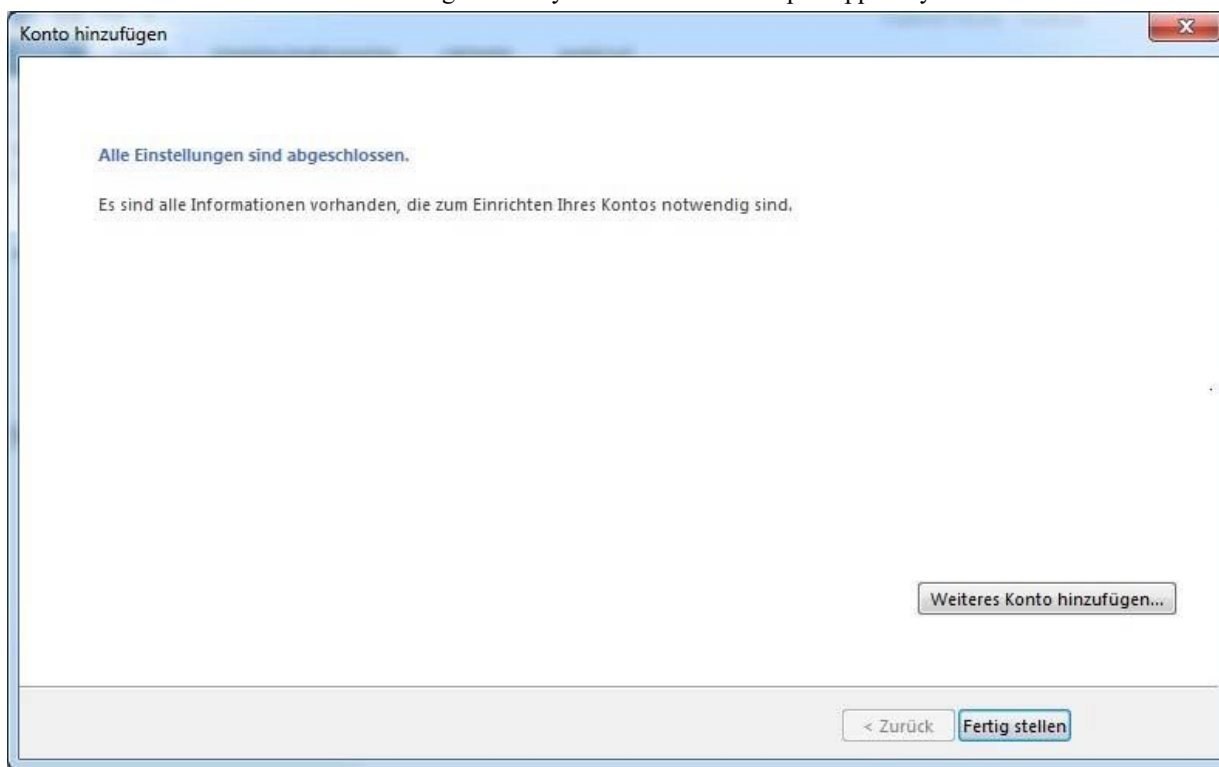 Konto hinzufügen
Alle Einstellungen sind abgeschlossen.
Es sind alle Informationen vorhanden, die zum Einrichten Ihres Kontos notwendig sind.
Weiteres Konto hinzufügen...
< Zurück Fertig stellen